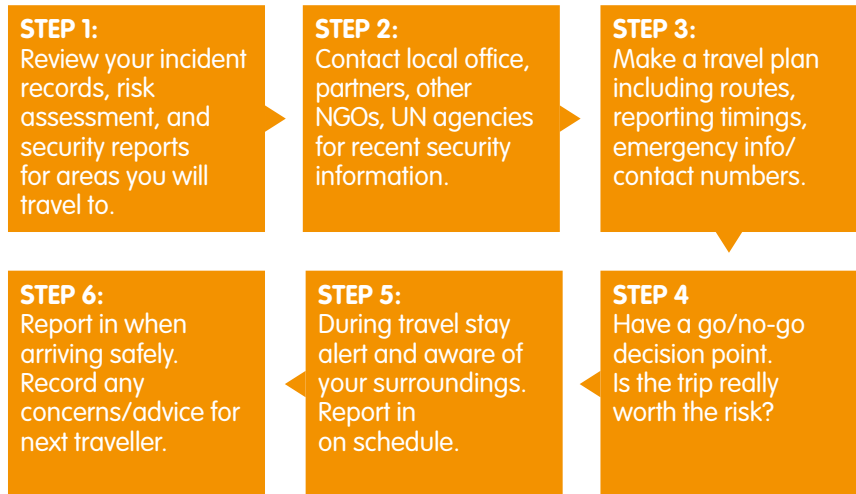 STEP 1:
Review your incident
records, risk
assessment, and
security reports
for areas you will
travel to.
STEP 2:
Contact local office,
partners, other
NGOs, UN agencies
for recent security
information.
STEP 3:
Make a travel plan
including routes,
reporting timings,
emergency info/
contact numbers.
STEP 4
Have a go/no-go
decision point.
Is the trip really
worth the risk?
STEP 5:
During travel stay
alert and aware of
your surroundings.
Report in
on schedule.
STEP 6:
Report in when
arriving safely.
Record any
concerns/advice for
next traveller.